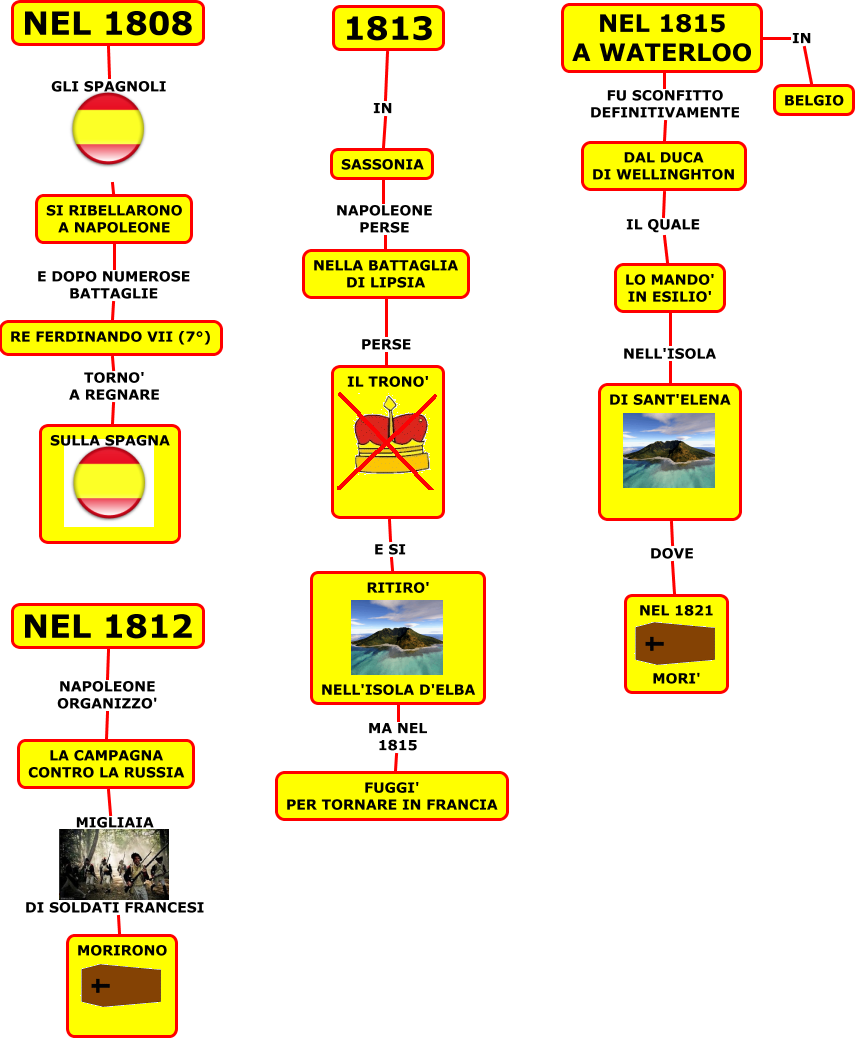 NEL 1808
GLI SPAGNOLI
SI RIBELLARONO
A NAPOLEONE
E DOPO NUMEROSE
BATTAGLIE
RE FERDINANDO VII (7°)
TORNO'
A REGNARE
SULLA SPAGNA
NEL 1812
NAPOLEONE
ORGANIZZO'
LA CAMPAGNA
CONTRO LA RUSSIA
MIGLIAIA
DI SOLDATI FRANCESI
MORIRONO
1813
IN
SASSONIA
NAPOLEONE
PERSE
NELLA BATTAGLIA
DI LIPSIA
PERSE
IL TRONO'
E SI
RITIRO'
NELL'ISOLA D'ELBA
MA NEL
1815
FUGGI'
PER TORNARE IN FRANCIA
NEL 1815
A WATERLOO
IN
BELGIO
FU SCONFITTO
DEFINITIVAMENTE
DAL DUCA
DI WELLINGHTON
IL QUALE
LO MANDO'
IN ESILIO'
NELL'ISOLA
DI SANT'ELENA
DOVE
NEL 1821
MORI'